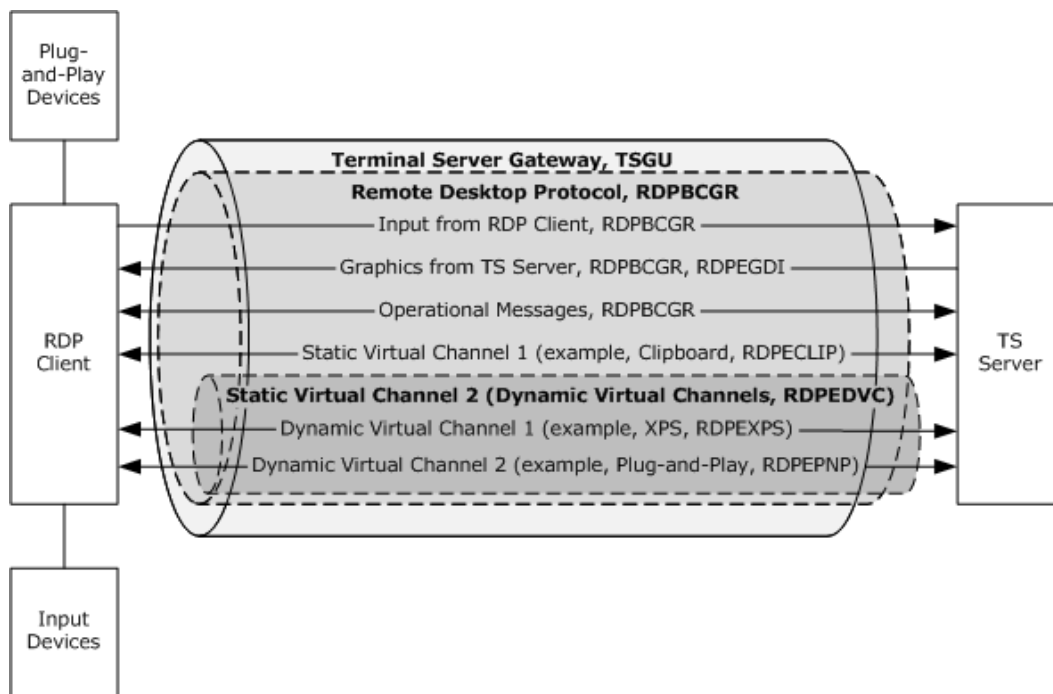 Plug-
and-Play
Devices
Terminal Server Gateway, TSGU
Remote Desktop Protocol, RDPBCGR
Input from RDP Client, RDPBCGR
Graphics from TS Server, RDPBCGR, RDPEGDI
Operational Messages, RDPBCGR
RDP
Client
TS
Server
Static Virtual Channel 1 (example, Clipboard, RDPECLIP)
Static Virtual Channel 2 (Dynamic Virtual Channels, RDPEDVC)
Dynamic Virtual Channel 1 (example, XPS, RDPEXPS)
Dynamic Virtual Channel 2 (example, Plug-and-Play, RDPEPNP)
Input
Devices